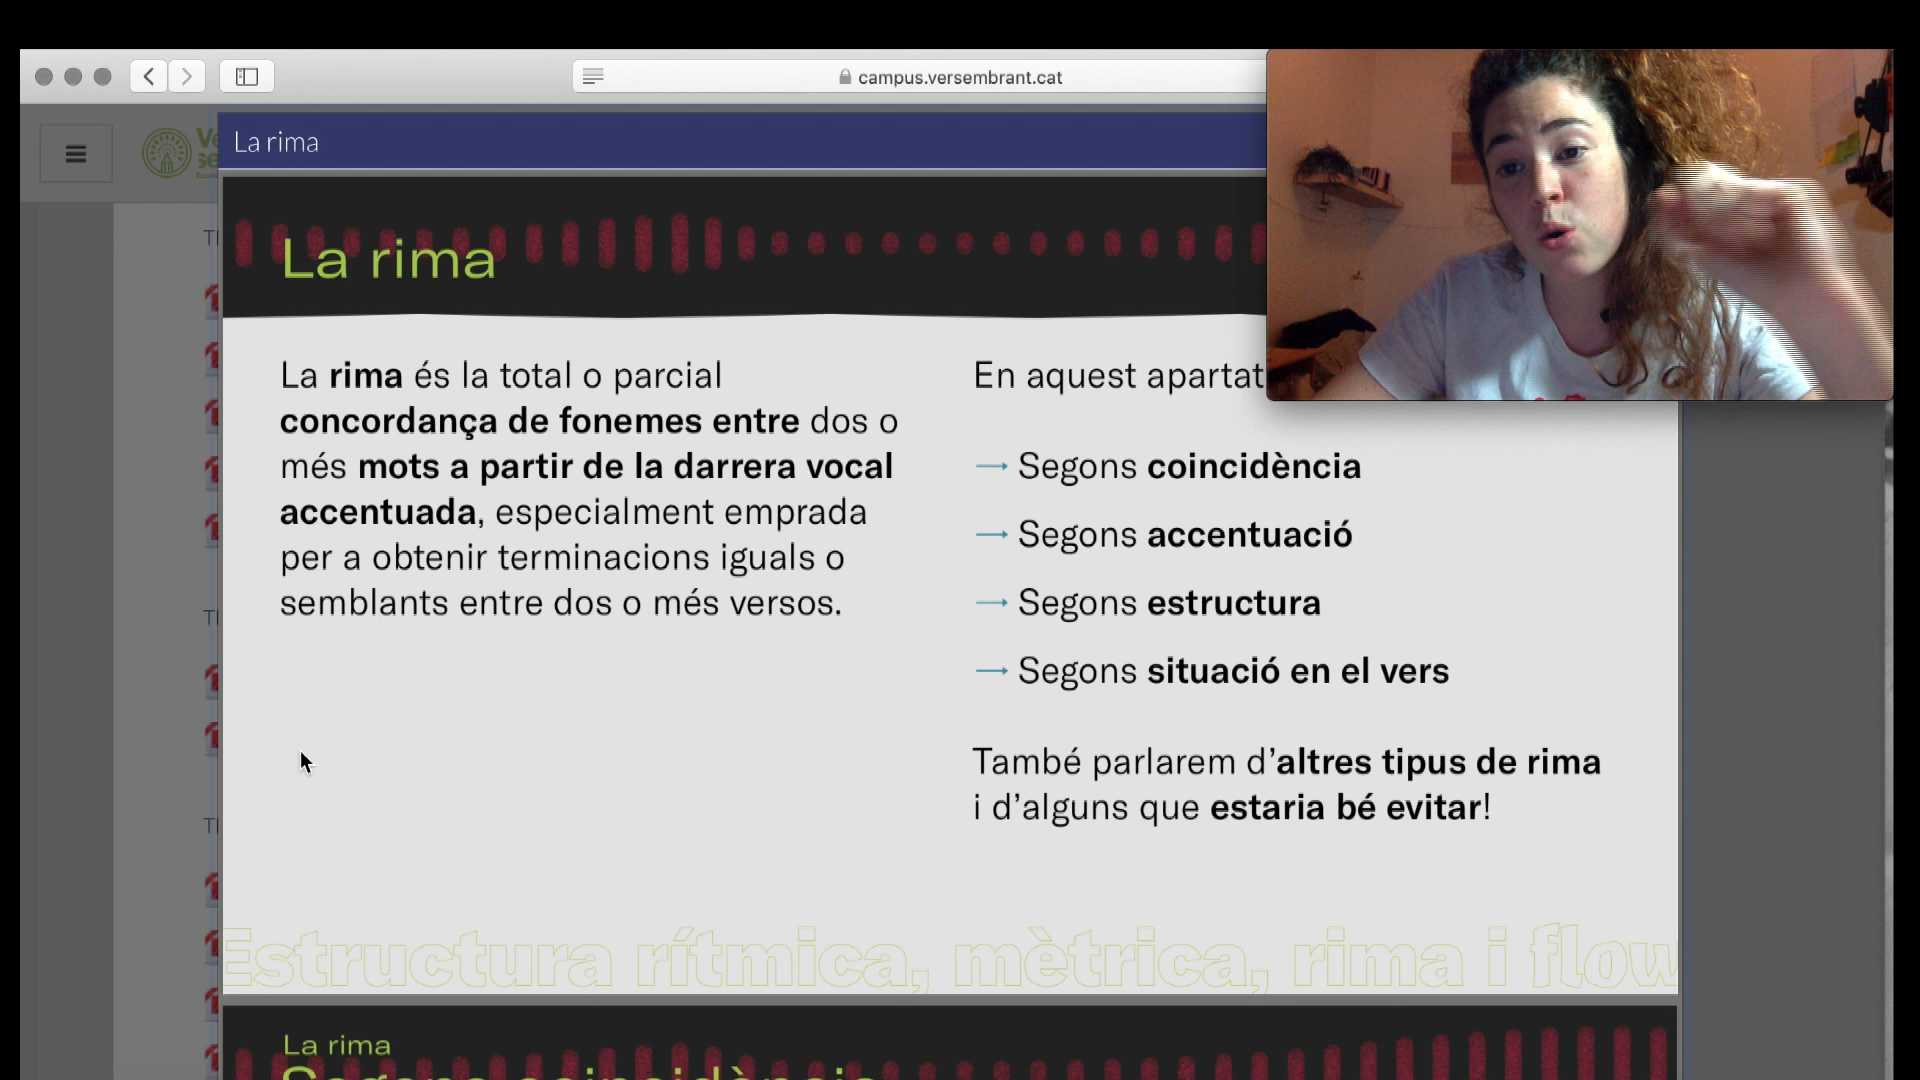 campus.versembrant.cat
La rima
La rima
La rima és la total o parcial
concordança de fonemes entre dos o
més mots a partir de la darrera vocal
accentuada, especialment emprada
per a obtenir terminacions iguals o
semblants entre dos o més versos.
En aquest apartat
→ Segons coincidència
→ Segons accentuació
→ Segons estructura
→ Segons situació en el vers
També parlarem d’altres tipus de rima
i d’alguns que estaria bé evitar!
Estructura rítmica, mètrica, rima i flow
La rima
Segons coincidència